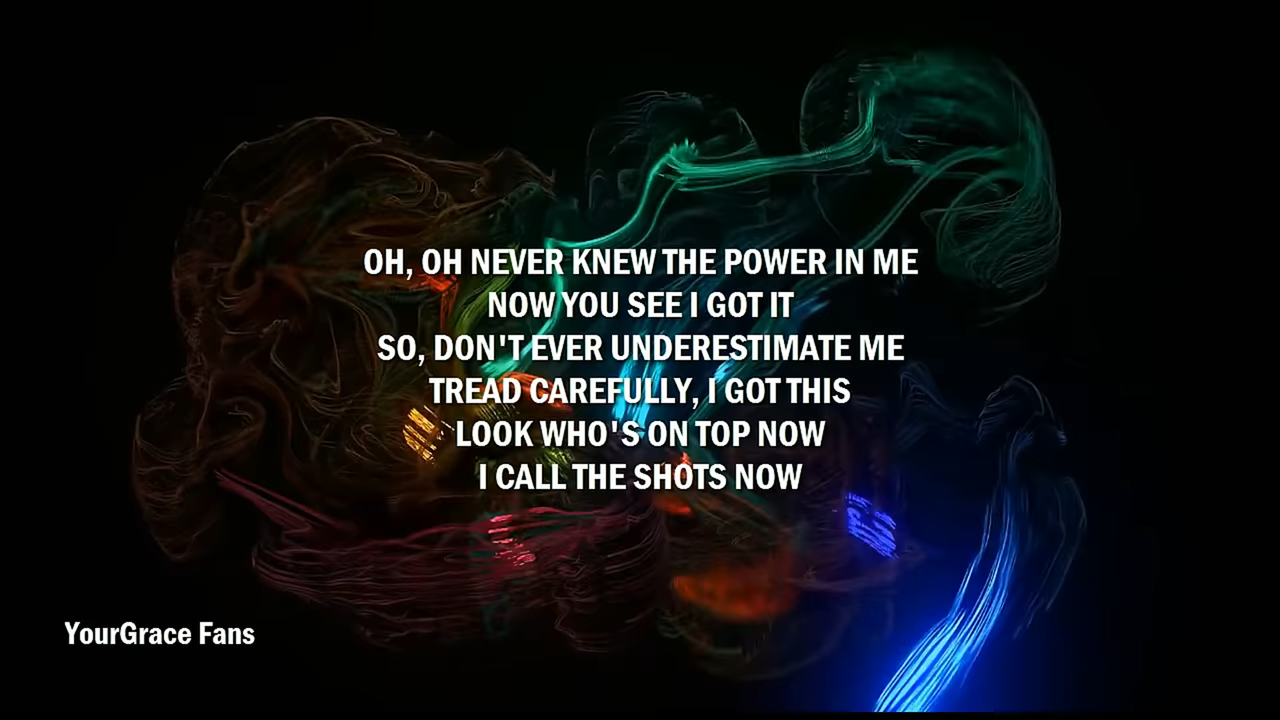 OH, OH NEVER KNEW THE POWER IN ME
NOW YOU SEE I GOT IT
SO, DON'T EVER UNDERESTIMATE ME
TREAD CAREFULLY, I GOT THIS
LOOK WHO'S ON TOP NOW
I CALL THE SHOTS NOW
YourGrace Fans